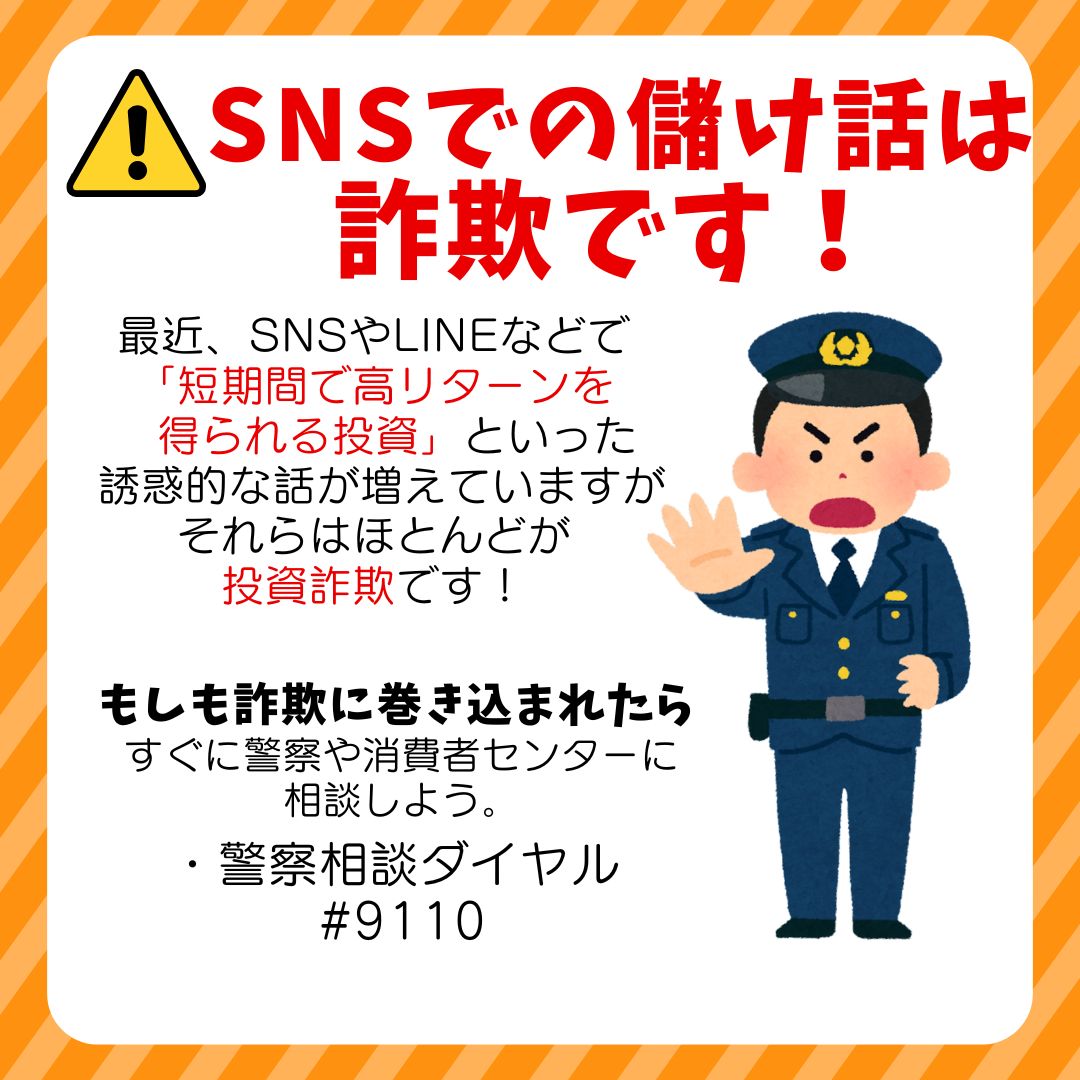 SNSでの儲け話は
詐欺です！
最近、SNSやLINEなどで
「短期間で高リターンを
得られる投資」といった
誘惑的な話が増えていますが
それらはほとんどが
投資詐欺です！
もしも詐欺に巻き込まれたら
すぐに警察や消費者センターに
相談しよう。
・警察相談ダイヤル
#9110